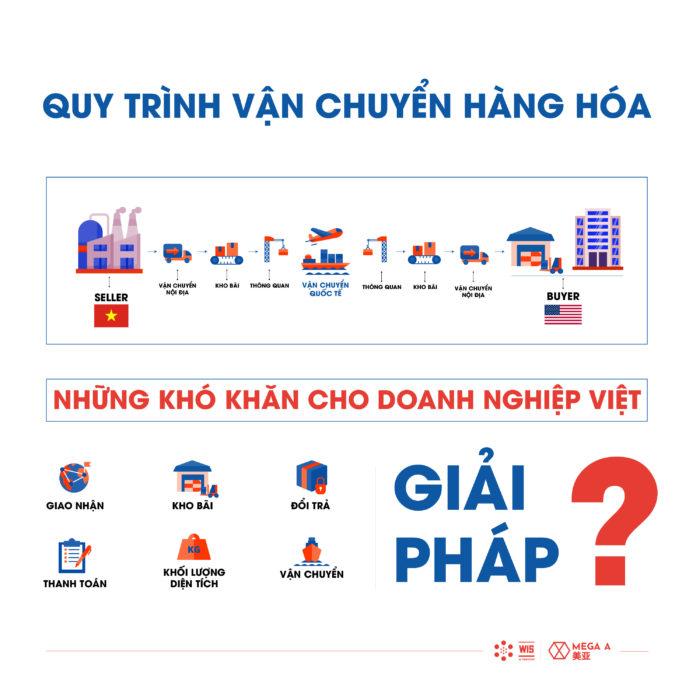 QUY TRÌNH VẬN CHUYỂN HÀNG HÓA
SELLER
VẬN CHUYỂN
NỘI ĐỊA
KHO BÃI
THÔNG QUAN
VẬN CHUYỂN
QUỐC TẾ
THÔNG QUAN
KHO BÃI
VẬN CHUYỂN
NỘI ĐỊA
BUYER
NHỮNG KHÓ KHĂN CHO DOANH NGHIỆP VIỆT
GIAO NHẬN
KHO BÃI
ĐỔI TRẢ
THANH TOÁN
KG
KHỐI LƯỢNG
DIỆN TÍCH
VẬN CHUYỂN
GIẢI
PHÁP
?
WIS
MEGA A
美亚